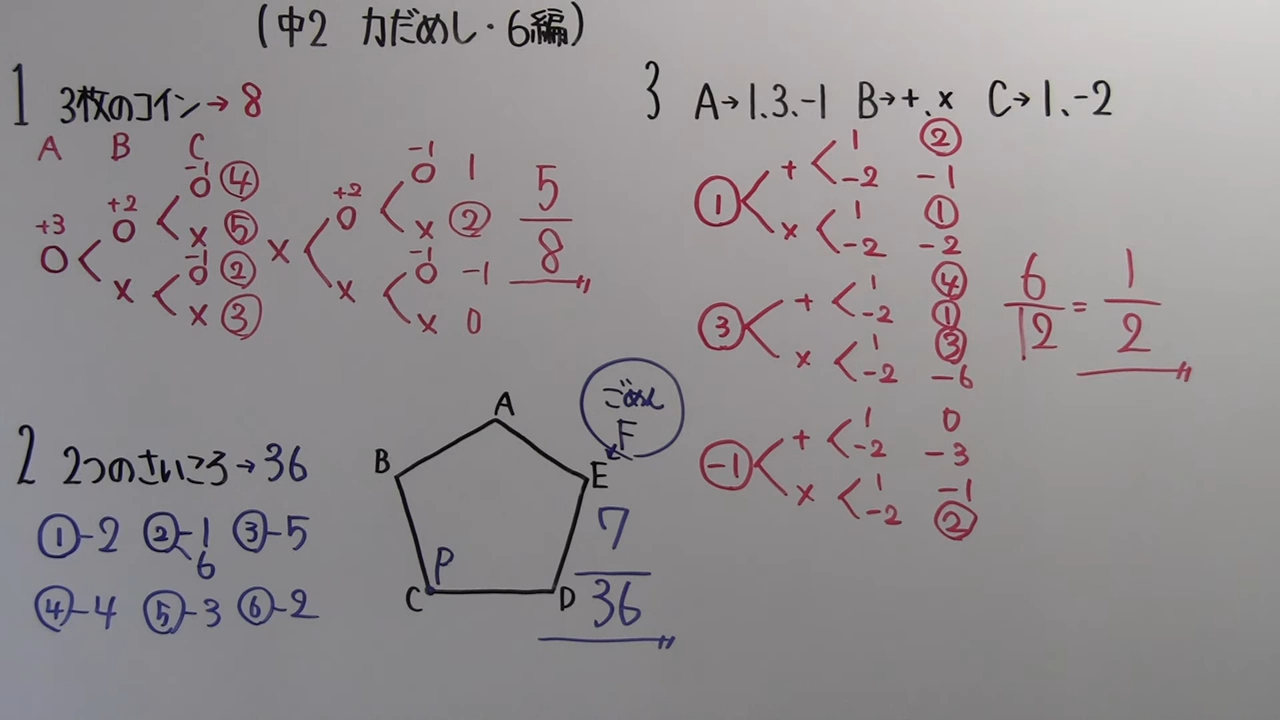 (中2 力だめし・6編)
1 3枚のコイン→8
A B C
+3 ○ +2 ○ -1 ○ ④
× ⑤
× -1 ○ ②
× ③
× +2 ○ -1 ○ 1
× ②
× -1 ○ -1
× 0
5/8
2 2つのさいころ→36
①-2 ②-1 ③-5
6
④-4 ⑤-3 ⑥-2
A
B
C
D
E
P
ごめん
F
7/36
3 A→1.3.-1 B→+.× C→1、-2
① + 1 ②
-2 -1
× 1 ①
-2 -2
③ + 1 ④
-2 ①
× 1 ③
-2 -6
-1 + 1 0
-2 -3
× 1 -1
-2 ②
6/12 = 1/2